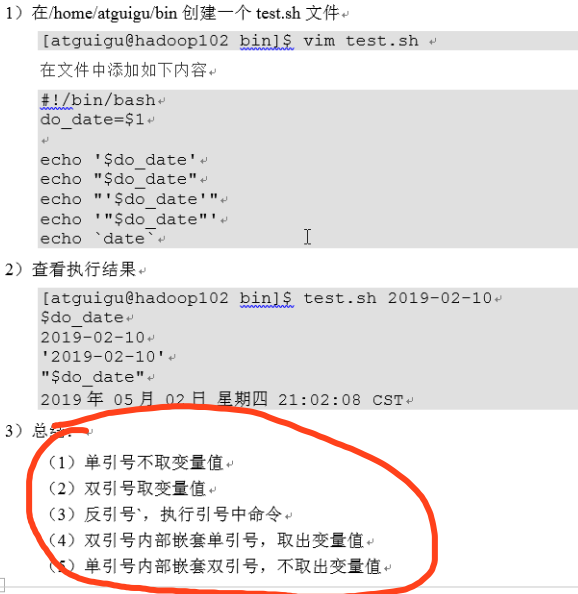 1）在/home/atguigu/bin 创建一个 test.sh 文件
[atguigu@hadoop102 bin]$ vim test.sh
在文件中添加如下内容
#!/bin/bash
do_date=$1
echo '$do_date'
echo "$do_date"
echo "'$do_date'"
echo '"$do_date"'
echo `date`
2）查看执行结果
[atguigu@hadoop102 bin]$ test.sh 2019-02-10
$do_date
2019-02-10
'2019-02-10'
"$do_date"
2019 年 05 月 02 日 星期四 21:02:08 CST
3）总结：
（1）单引号不取变量值
（2）双引号取变量值
（3）反引号`，执行引号中命令
（4）双引号内部嵌套单引号，取出变量值
（5）单引号内部嵌套双引号，不取出变量值